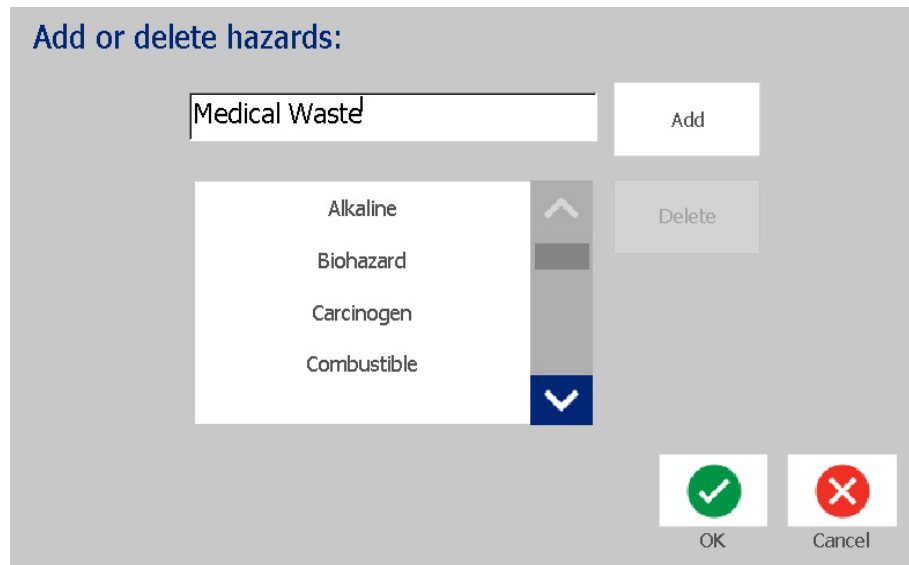 Add or delete hazards:
Medical Waste
Add
Alkaline
Delete
Biohazard
Carcinogen
Combustible
OK
Cancel